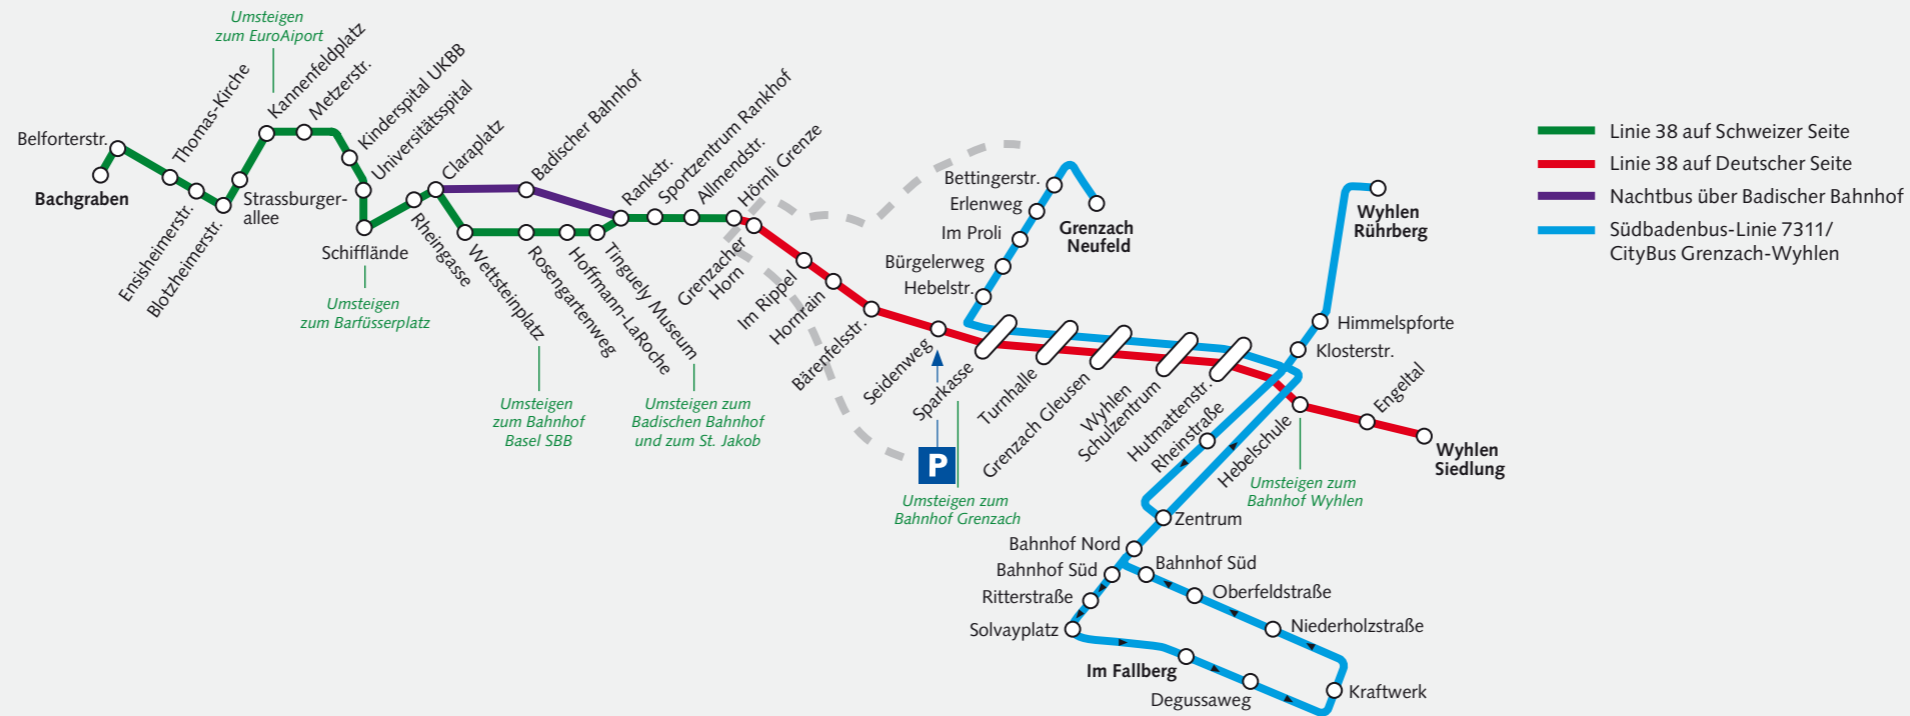 Umsteigen
zum EuroAiport
Belforterstr.
Bachgraben
Thomas-Kirche
Ensisheimerstr.
Blotzheimerstr.
Strassburger-
allee
Kannenfeldplatz
Metzerstr.
Kinderspital UKBB
Universitätsspital
Schifflände
Umsteigen
zum Barfüsserplatz
Rheingasse
Claraplatz
Badischer Bahnhof
Wettsteinplatz
Umsteigen
zum Bahnhof
Basel SBB
Rosengartenweg
Hoffmann-LaRoche
Tinguely Museum
Umsteigen zum
Badischen Bahnhof
und zum St. Jakob
Rankstr.
Sportzentrum Rankhof
Allmendstr.
Hörnli Grenze
Grenzacher
Horn
Im Rippel
Hornrain
Bärenfelsstr.
Seidenweg
Sparkasse
P
Umsteigen zum
Bahnhof Grenzach
Bettingerstr.
Erlenweg
Im Proli
Bürgelerweg
Hebelstr.
Grenzach
Neufeld
Turnhalle
Grenzach Gleusen
Wyhlen
Schulzentrum
Hutmattenstr.
Rheinstraße
Hebelschule
Umsteigen zum
Bahnhof Wyhlen
Engeltal
Wyhlen
Siedlung
Wyhlen
Rührberg
Himmelspforte
Klosterstr.
Zentrum
Bahnhof Nord
Bahnhof Süd
Bahnhof Süd
Ritterstraße
Oberfeldstraße
Solvayplatz
Niederholzstraße
Im Fallberg
Degussaweg
Kraftwerk
Linie 38 auf Schweizer Seite
Linie 38 auf Deutscher Seite
Nachtbus über Badischer Bahnhof
Südbadenbus-Linie 7311/
CityBus Grenzach-Wyhlen